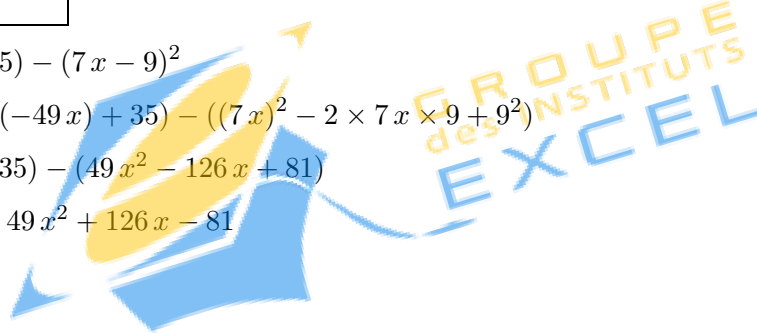 5) − (7 x − 9)²
(−49 x) + 35) − ((7 x)² − 2 × 7 x × 9 + 9²)
35) − (49 x² − 126 x + 81)
49 x² + 126 x − 81
GROUPE
des INSTITUTS
EXCEL